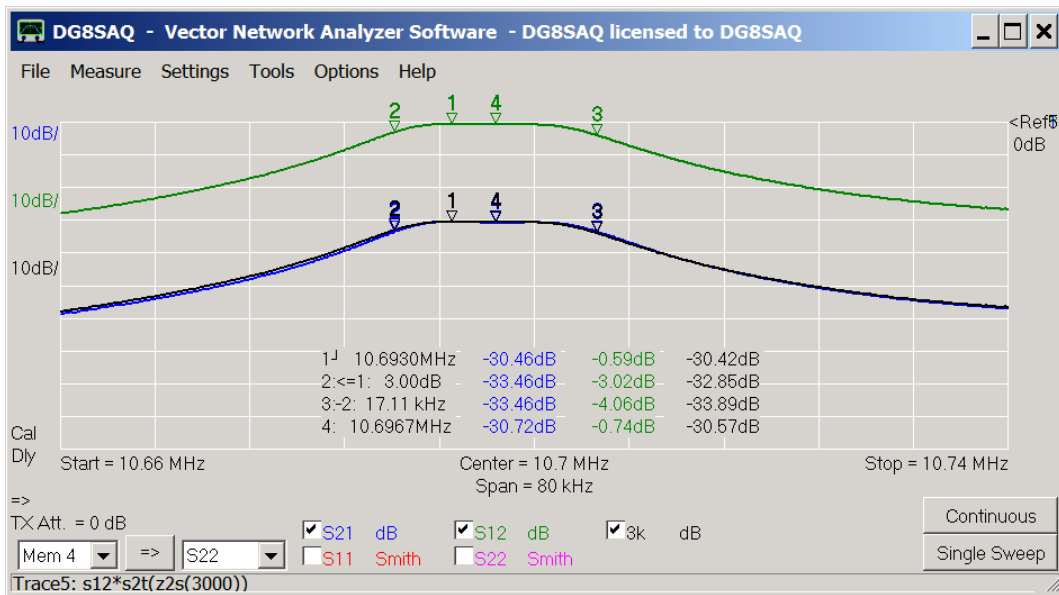 DG8SAQ - Vector Network Analyzer Software - DG8SAQ licensed to DG8SAQ
File Measure Settings Tools Options Help
2 1 4 3
10dB/
<Ref5
0dB
10dB/
2 1 4 3
10dB/
1┘ 10.6930MHz -30.46dB -0.59dB -30.42dB
2:<=1: 3.00dB -33.46dB -3.02dB -32.85dB
3:-2: 17.11 kHz -33.46dB -4.06dB -33.89dB
4: 10.6967MHz -30.72dB -0.74dB -30.57dB
Cal
Dly
Start = 10.66 MHz Center = 10.7 MHz Stop = 10.74 MHz
Span = 80 kHz
=>
TX Att. = 0 dB
S21 dB S12 dB 3k dB
Continuous
Mem 4 => S22
S11 Smith S22 Smith
Single Sweep
Trace5: s12*s2t(z2s(3000))